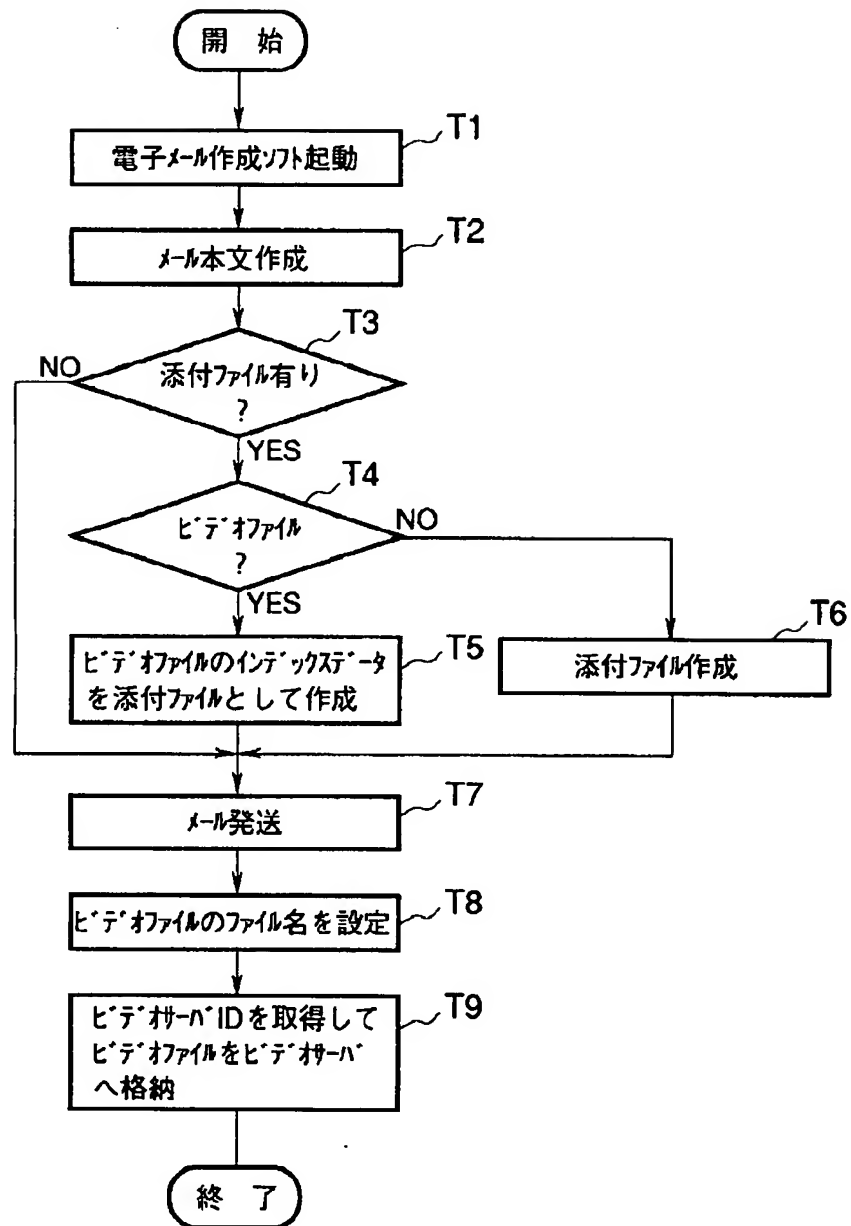 開 始
T1
電子メール作成ソフト起動
T2
メール本文作成
T3
NO
添付ファイル有り
?
YES
T4
NO
ビデオファイル
?
YES
T5
ビデオファイルのインデックスデータ
を添付ファイルとして作成
T6
添付ファイル作成
T7
メール発送
T8
ビデオファイルのファイル名を設定
T9
ビデオサーバIDを取得して
ビデオファイルをビデオサーバ
へ格納
終 了